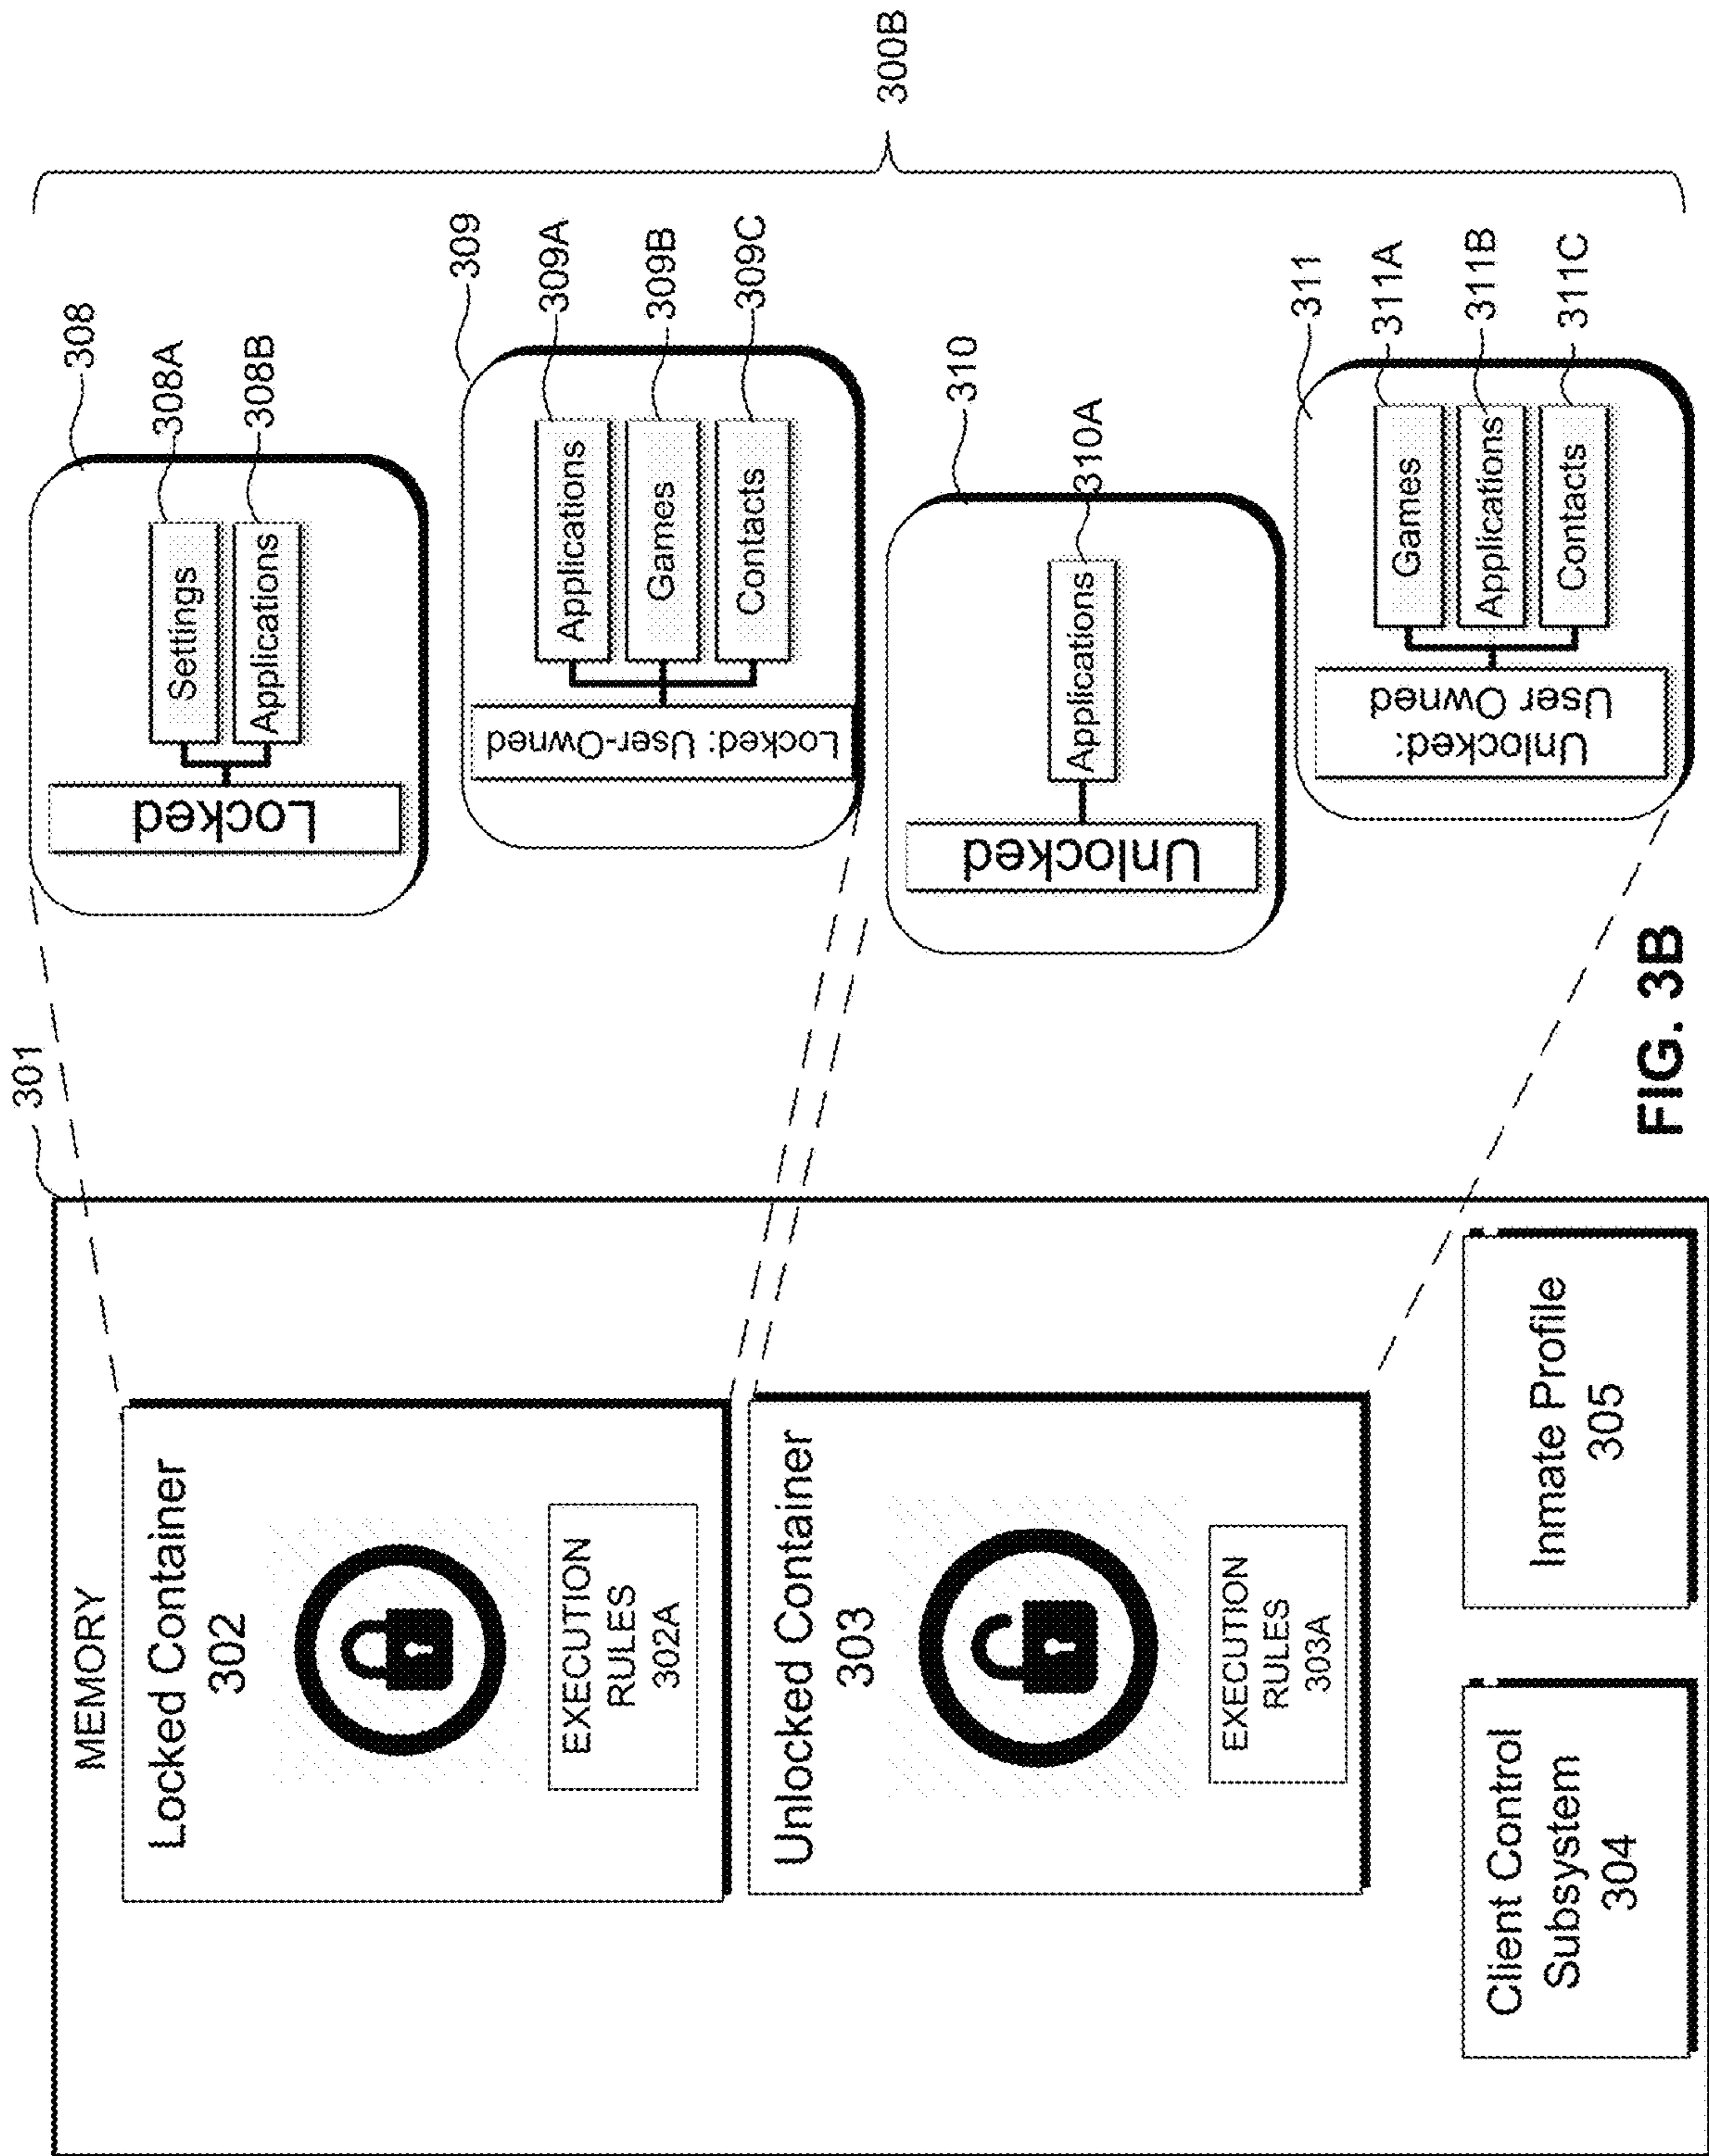 301
MEMORY
Locked Container
302
EXECUTION
RULES
302A
Unlocked Container
303
EXECUTION
RULES
303A
Client Control
Subsystem
304
Inmate Profile
305
308
Locked
Settings
308A
Applications
308B
309
Locked: User-Owned
Applications
309A
Games
309B
Contacts
309C
310
Unlocked
Applications
310A
311
Unlocked:
User Owned
Games
311A
Applications
311B
Contacts
311C
300B
FIG. 3B